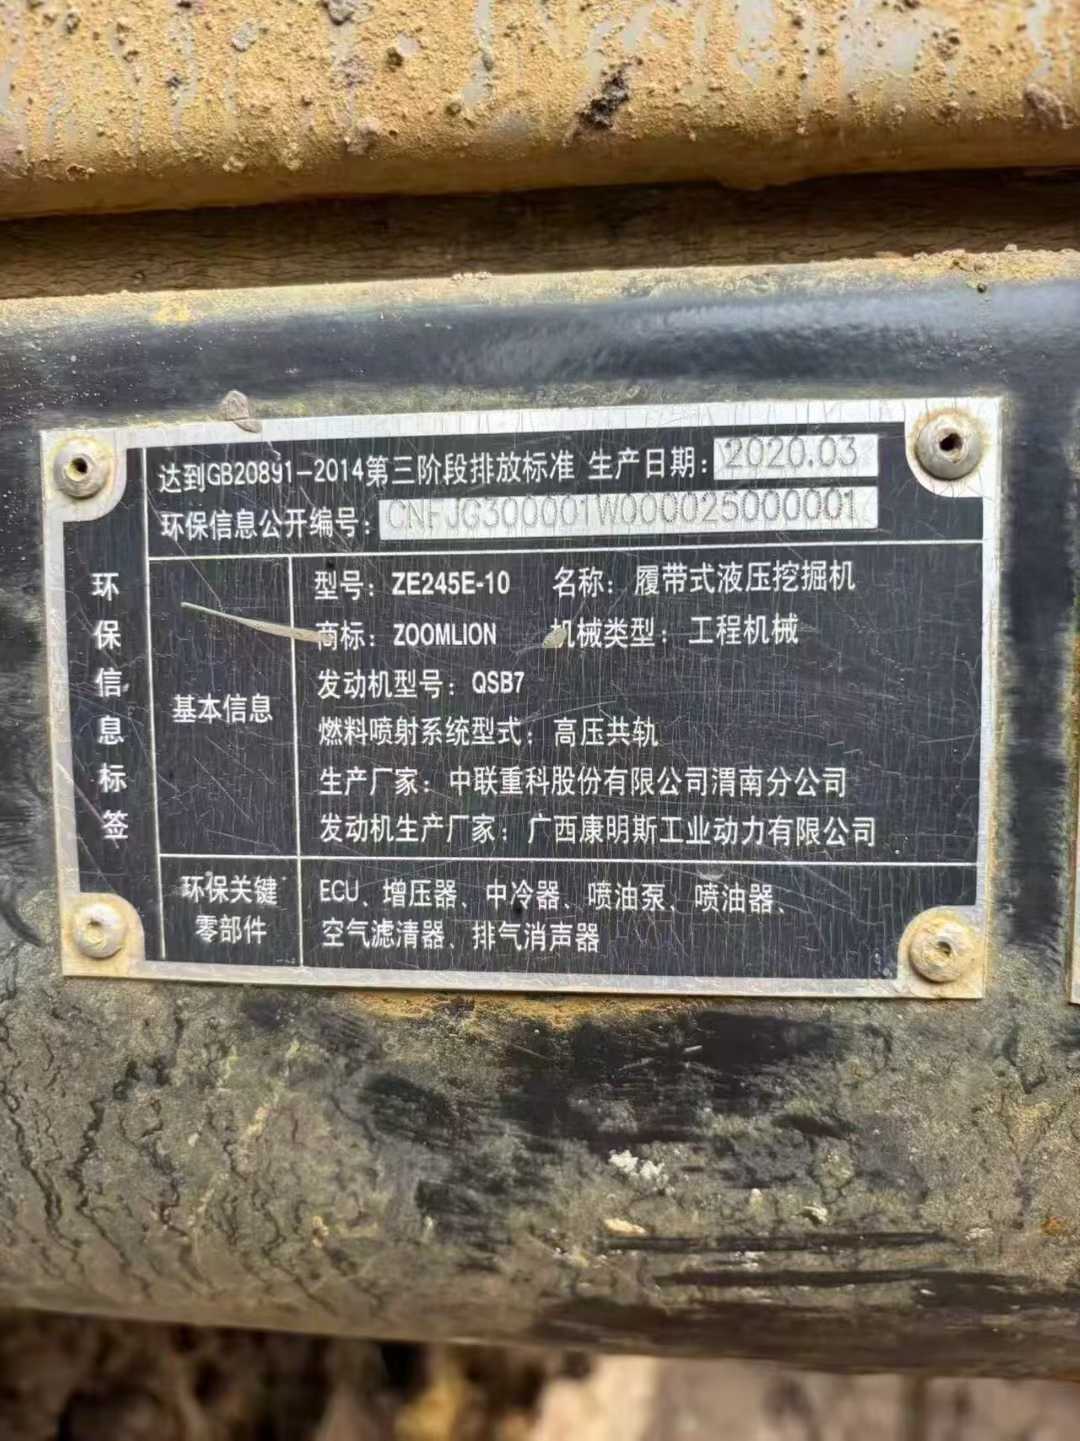 达到GB20891-2014第三阶段排放标准 生产日期: 2020.03
环保信息公开编号: CNFJG300001W000025000001
环保信息标签
基本信息
型号: ZE245E-10 名称: 履带式液压挖掘机
商标: ZOOMLION 机械类型: 工程机械
发动机型号: QSB7
燃料喷射系统型式: 高压共轨
生产厂家: 中联重科股份有限公司渭南分公司
发动机生产厂家: 广西康明斯工业动力有限公司
环保关键
零部件
ECU、增压器、中冷器、喷油泵、喷油器、
空气滤清器、排气消声器